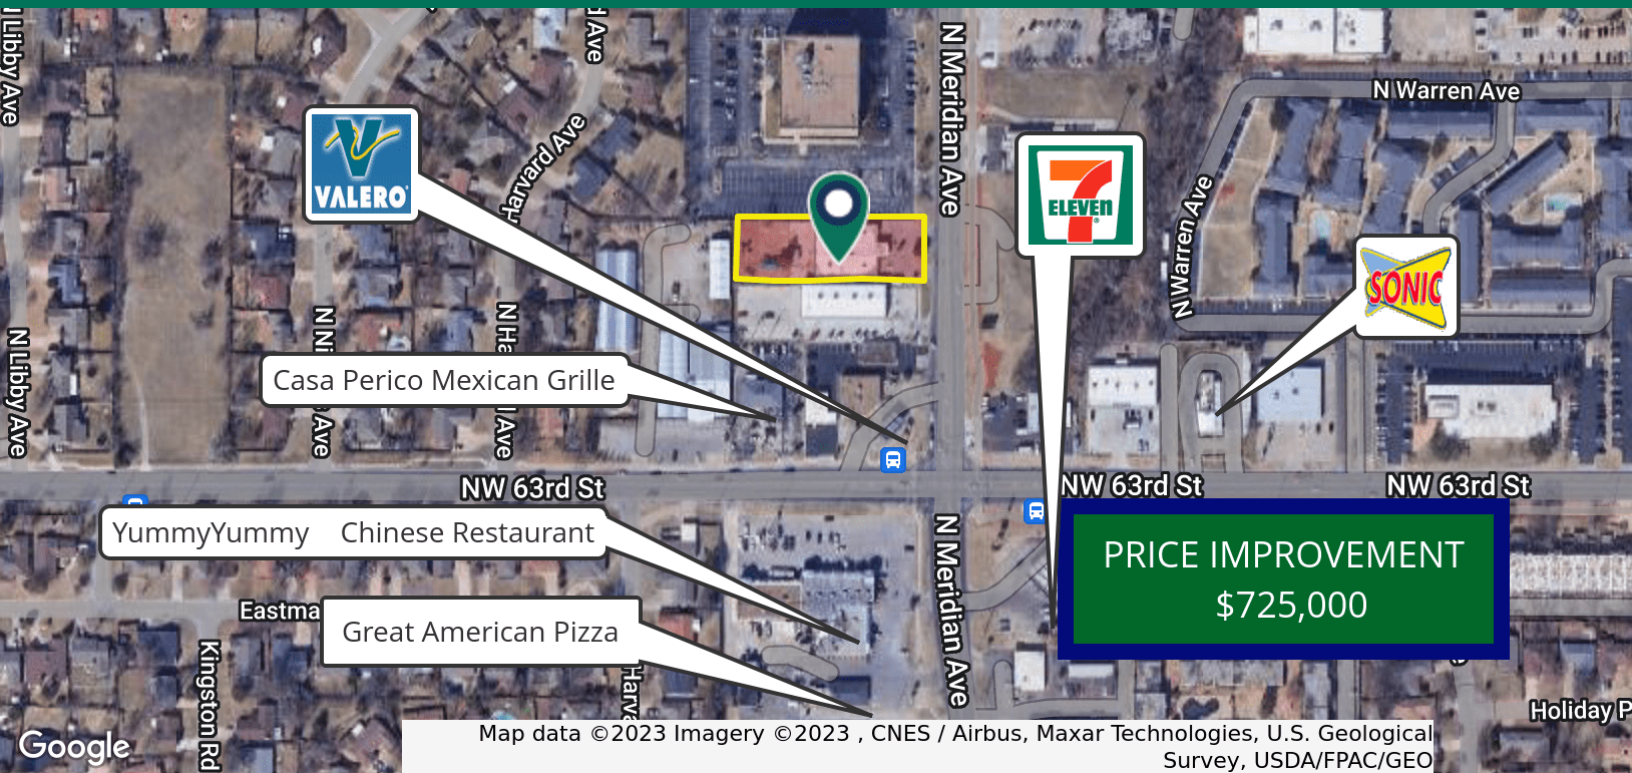 N Libby Ave
N Meridian Ave
N Warren Ave
VALERO
Harvard Ave
7
ELEVEN
N Warren Ave
SONIC
N Libby Ave
Casa Perico Mexican Grille
NW 63rd St
NW 63rd St
NW 63rd St
YummyYummy Chinese Restaurant
N Meridian Ave
PRICE IMPROVEMENT
$725,000
Eastma
Great American Pizza
Kingston Rd
Harva
Holiday P
Google
Map data ©2023 Imagery ©2023 , CNES / Airbus, Maxar Technologies, U.S. Geological
Survey, USDA/FPAC/GEO